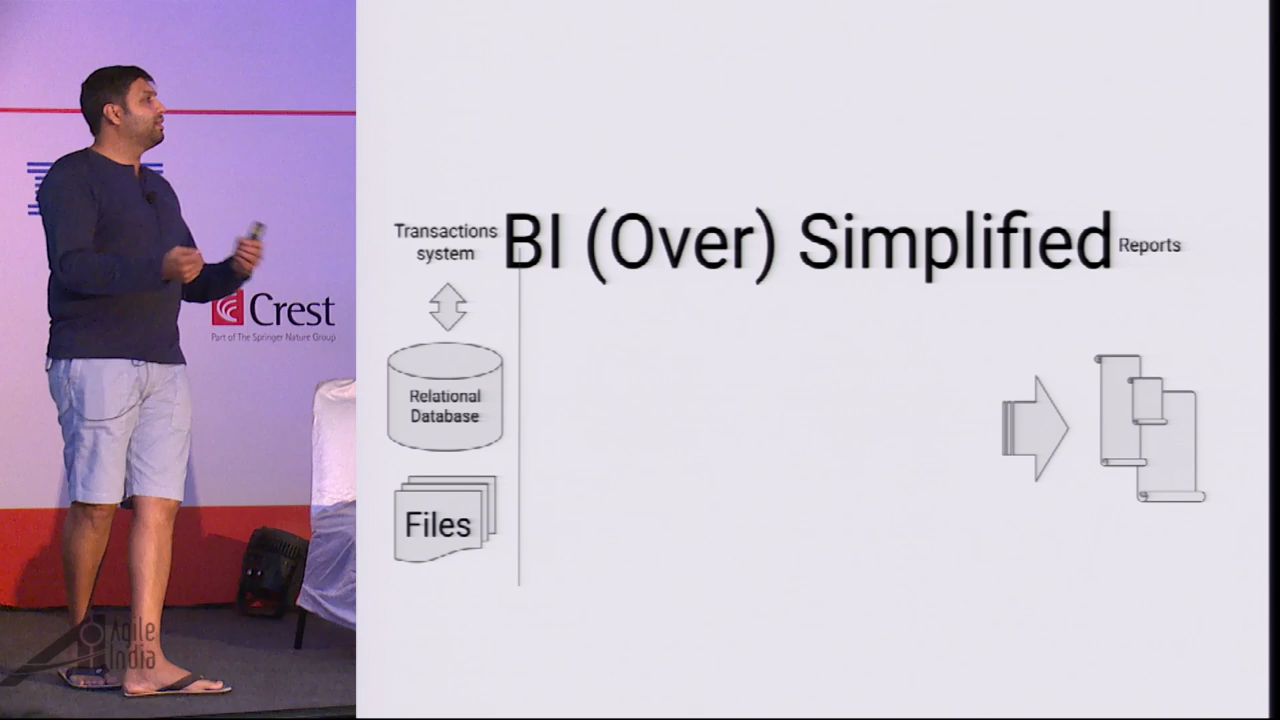 Crest
Part of The Springer Nature Group
Agile
India
Transactions
system
BI (Over) Simplified
Reports
Relational
Database
Files